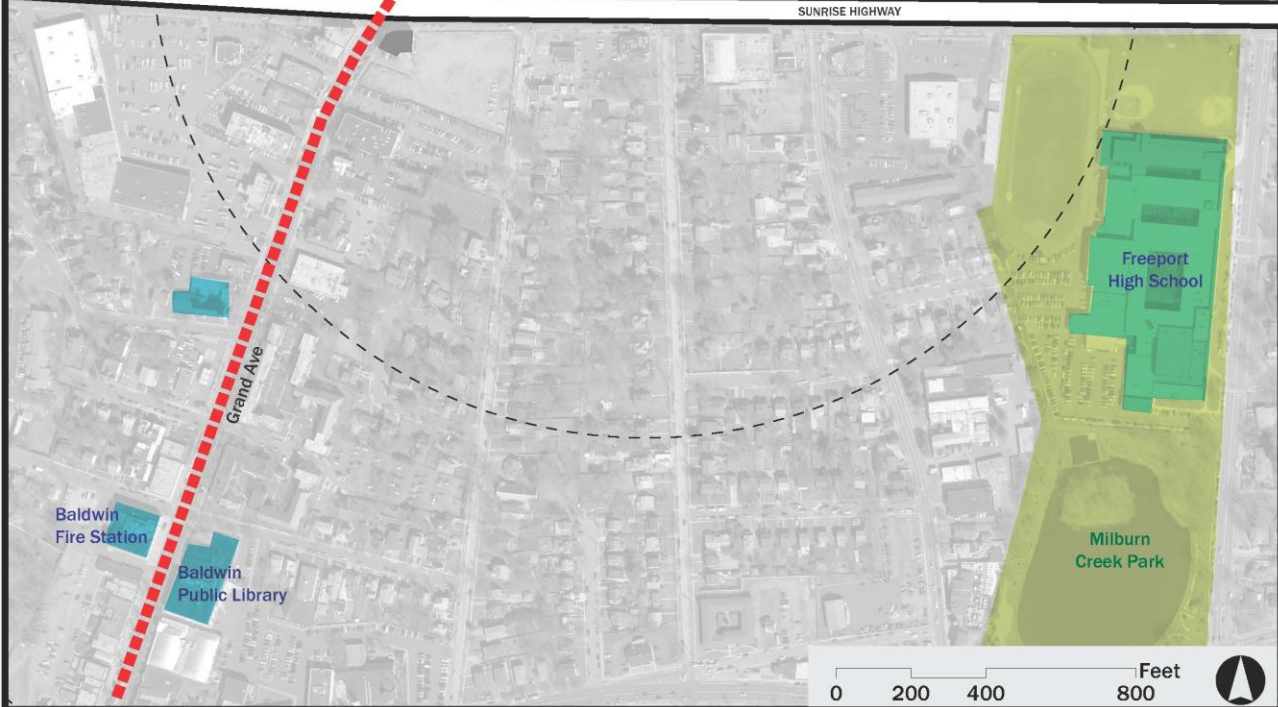 SUNRISE HIGHWAY
Freeport
High School
Grand Ave
Baldwin
Fire Station
Baldwin
Public Library
Milburn
Creek Park
Feet
0 200 400 800